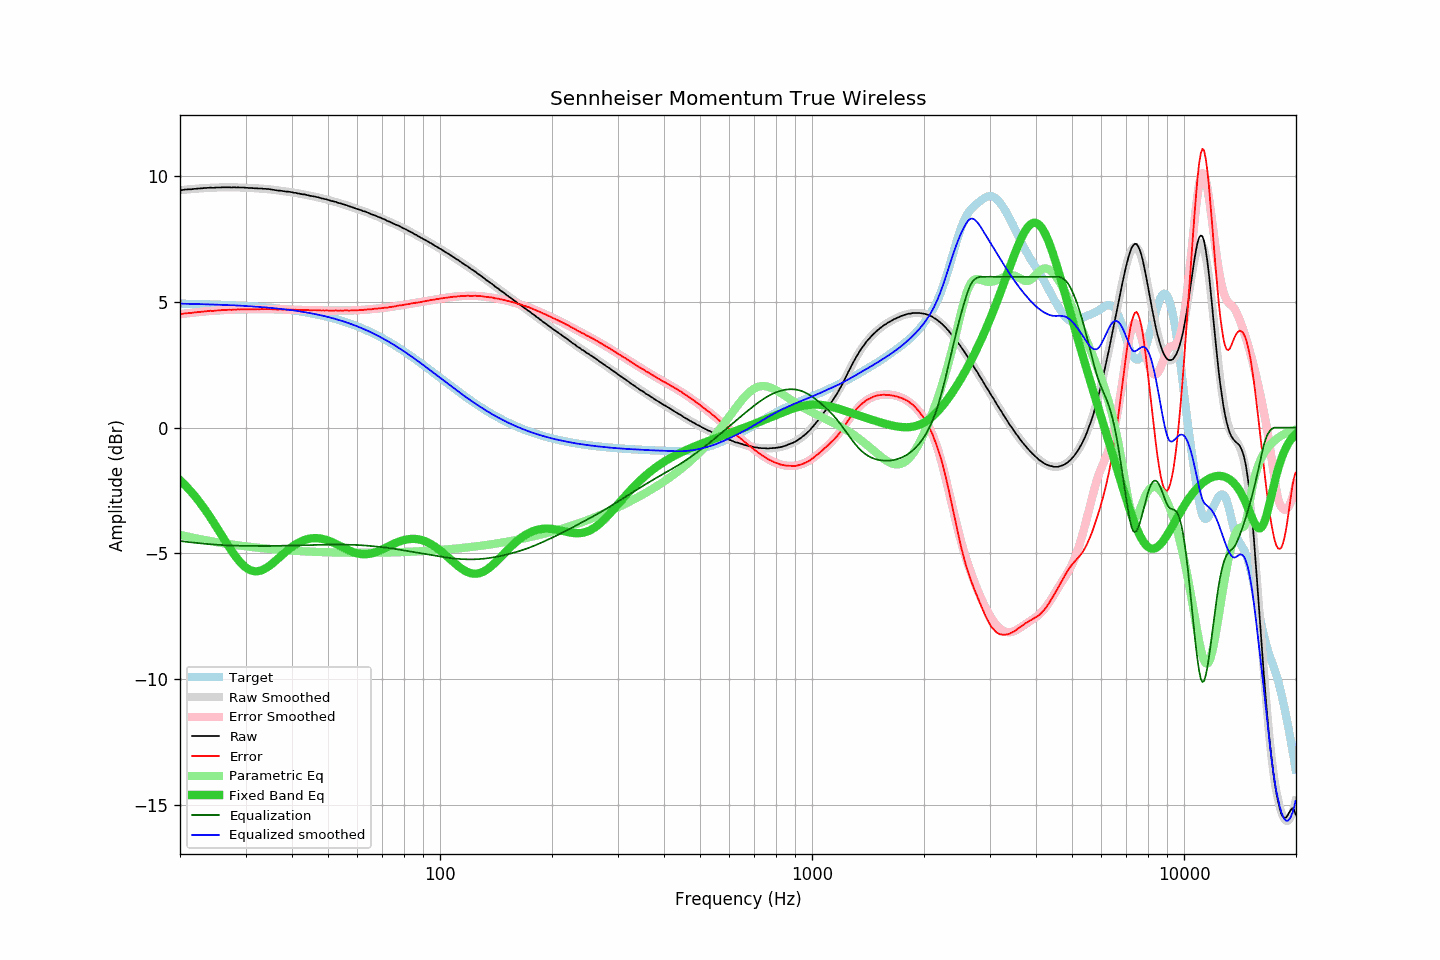 Sennheiser Momentum True Wireless
Amplitude (dBr)
10
5
0
−5
−10
−15
Target
Raw Smoothed
Error Smoothed
Raw
Error
Parametric Eq
Fixed Band Eq
Equalization
Equalized smoothed
100
1000
10000
Frequency (Hz)